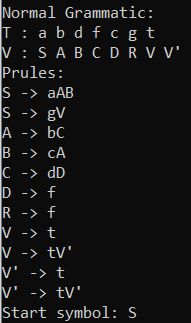 Normal Grammatic:
T : a b d f c g t
V : S A B C D R V V'
Prules:
S -> aAB
S -> gV
A -> bC
B -> cA
C -> dD
D -> f
R -> f
V -> t
V -> tV'
V' -> t
V' -> tV'
Start symbol: S